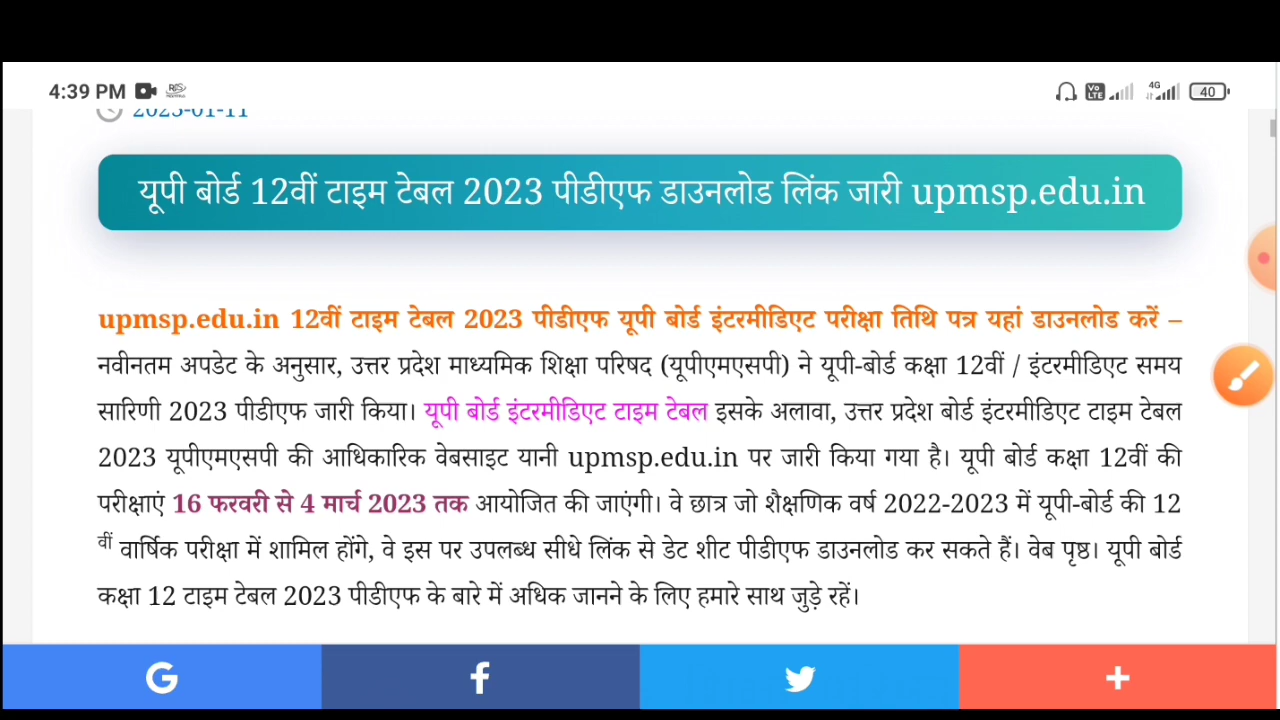 4:39 PM
4G
Vo
LTE
40
2023-01-11
यूपी बोर्ड 12वीं टाइम टेबल 2023 पीडीएफ डाउनलोड लिंक जारी upmsp.edu.in
upmsp.edu.in 12वीं टाइम टेबल 2023 पीडीएफ यूपी बोर्ड इंटरमीडिएट परीक्षा तिथि पत्र यहां डाउनलोड करें –
नवीनतम अपडेट के अनुसार, उत्तर प्रदेश माध्यमिक शिक्षा परिषद (यूपीएमएसपी) ने यूपी-बोर्ड कक्षा 12वीं / इंटरमीडिएट समय
सारिणी 2023 पीडीएफ जारी किया। यूपी बोर्ड इंटरमीडिएट टाइम टेबल इसके अलावा, उत्तर प्रदेश बोर्ड इंटरमीडिएट टाइम टेबल
2023 यूपीएमएसपी की आधिकारिक वेबसाइट यानी upmsp.edu.in पर जारी किया गया है। यूपी बोर्ड कक्षा 12वीं की
परीक्षाएं 16 फरवरी से 4 मार्च 2023 तक आयोजित की जाएंगी। वे छात्र जो शैक्षणिक वर्ष 2022-2023 में यूपी-बोर्ड की 12
वीं वार्षिक परीक्षा में शामिल होंगे, वे इस पर उपलब्ध सीधे लिंक से डेट शीट पीडीएफ डाउनलोड कर सकते हैं। वेब पृष्ठ। यूपी बोर्ड
कक्षा 12 टाइम टेबल 2023 पीडीएफ के बारे में अधिक जानने के लिए हमारे साथ जुड़े रहें।